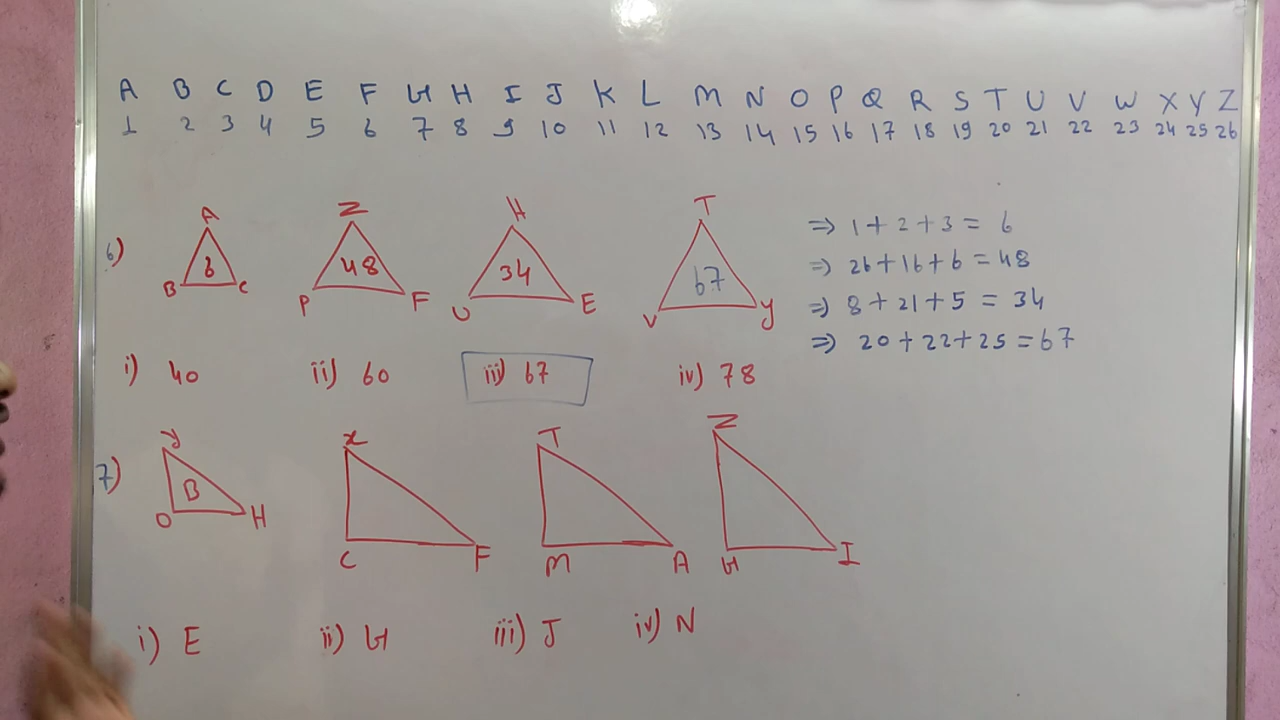 A B C D E F G H I J K L M N O P Q R S T U V W X Y Z
1 2 3 4 5 6 7 8 9 10 11 12 13 14 15 16 17 18 19 20 21 22 23 24 25 26
6) A B C 6
Z P F 48
H U E 34
T V Y 67
⇒ 1 + 2 + 3 = 6
⇒ 26 + 16 + 6 = 48
⇒ 8 + 21 + 5 = 34
⇒ 20 + 22 + 25 = 67
i) 40 ii) 60 iii) 67 iv) 78
7) Y O H B
X C F
T M A
Z G I
i) E ii) G iii) J iv) N